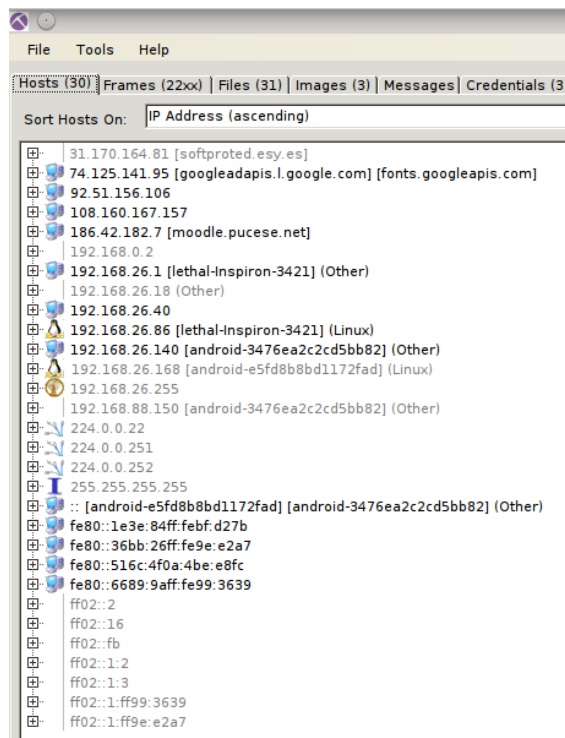 File Tools Help
Hosts (30) Frames (22xx) Files (31) Images (3) Messages Credentials (3
Sort Hosts On: IP Address (ascending)
31.170.164.81 [softproted.esy.es]
74.125.141.95 [googleadapis.l.google.com] [fonts.googleapis.com]
92.51.156.106
108.160.167.157
186.42.182.7 [moodle.pucese.net]
192.168.0.2
192.168.26.1 [lethal-Inspiron-3421] (Other)
192.168.26.18 (Other)
192.168.26.40
192.168.26.86 [lethal-Inspiron-3421] (Linux)
192.168.26.140 [android-3476ea2c2cd5bb82] (Other)
192.168.26.168 [android-e5fd8b8bd1172fad] (Linux)
192.168.26.255
192.168.88.150 [android-3476ea2c2cd5bb82] (Other)
224.0.0.22
224.0.0.251
224.0.0.252
255.255.255.255
:: [android-e5fd8b8bd1172fad] [android-3476ea2c2cd5bb82] (Other)
fe80::1e3e:84ff:febf:d27b
fe80::36bb:26ff:fe9e:e2a7
fe80::516c:4f0a:4be:e8fc
fe80::6689:9aff:fe99:3639
ff02::2
ff02::16
ff02::fb
ff02::1:2
ff02::1:3
ff02::1:ff99:3639
ff02::1:ff9e:e2a7